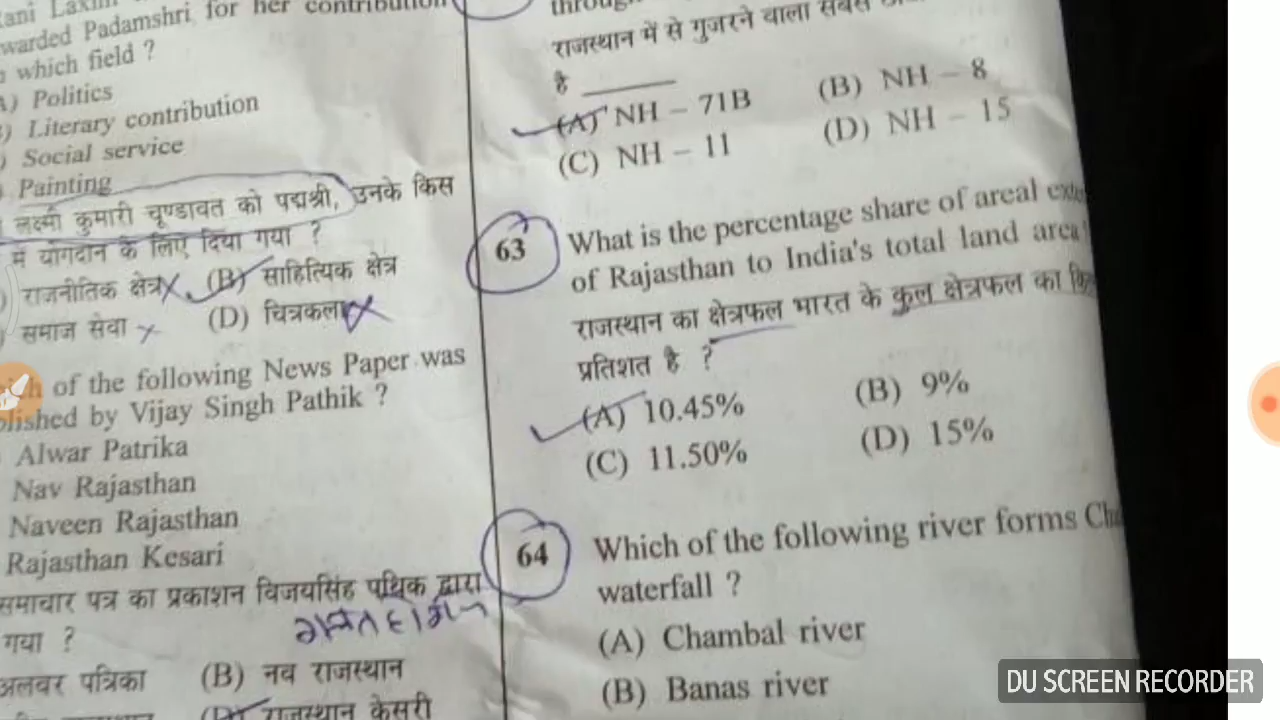 Rani Laxmi
warded Padamshri for her contribution
which field ?
A) Politics
) Literary contribution
) Social service
Painting
लक्ष्मी कुमारी चूण्डावत को पद्मश्री, उनके किस
में योगदान के लिए दिया गया ?
राजनीतिक क्षेत्र (B) साहित्यिक क्षेत्र
समाज सेवा (D) चित्रकला
of the following News Paper was
blished by Vijay Singh Pathik ?
Alwar Patrika
Nav Rajasthan
Naveen Rajasthan
Rajasthan Kesari
समाचार पत्र का प्रकाशन विजयसिंह पथिक द्वारा
गया ?
अलवर पत्रिका (B) नव राजस्थान
राजस्थान केसरी
राजस्थान में से गुजरने वाला सबसे
है ______
(A) NH – 71B (B) NH – 8
(C) NH – 11 (D) NH – 15
63 What is the percentage share of areal
of Rajasthan to India's total land area
राजस्थान का क्षेत्रफल भारत के कुल क्षेत्रफल का
प्रतिशत है ?
(A) 10.45% (B) 9%
(C) 11.50% (D) 15%
64 Which of the following river forms
waterfall ?
(A) Chambal river
(B) Banas river
DU SCREEN RECORDER